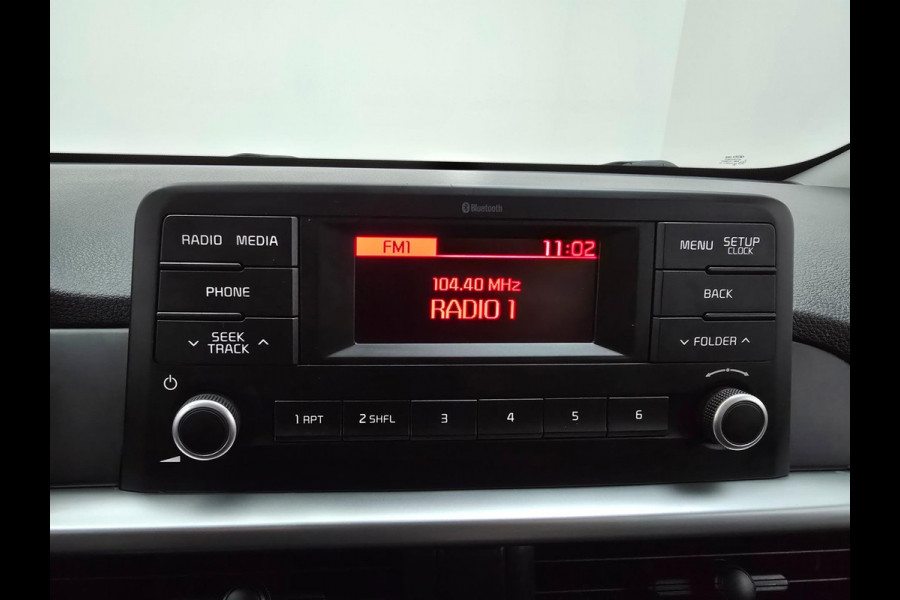 Bluetooth
RADIO MEDIA
PHONE
SEEK
TRACK
FM1 11:02
104.40 MHz
RADIO 1
MENU SETUP
CLOCK
BACK
FOLDER
1 RPT 2 SHFL 3 4 5 6